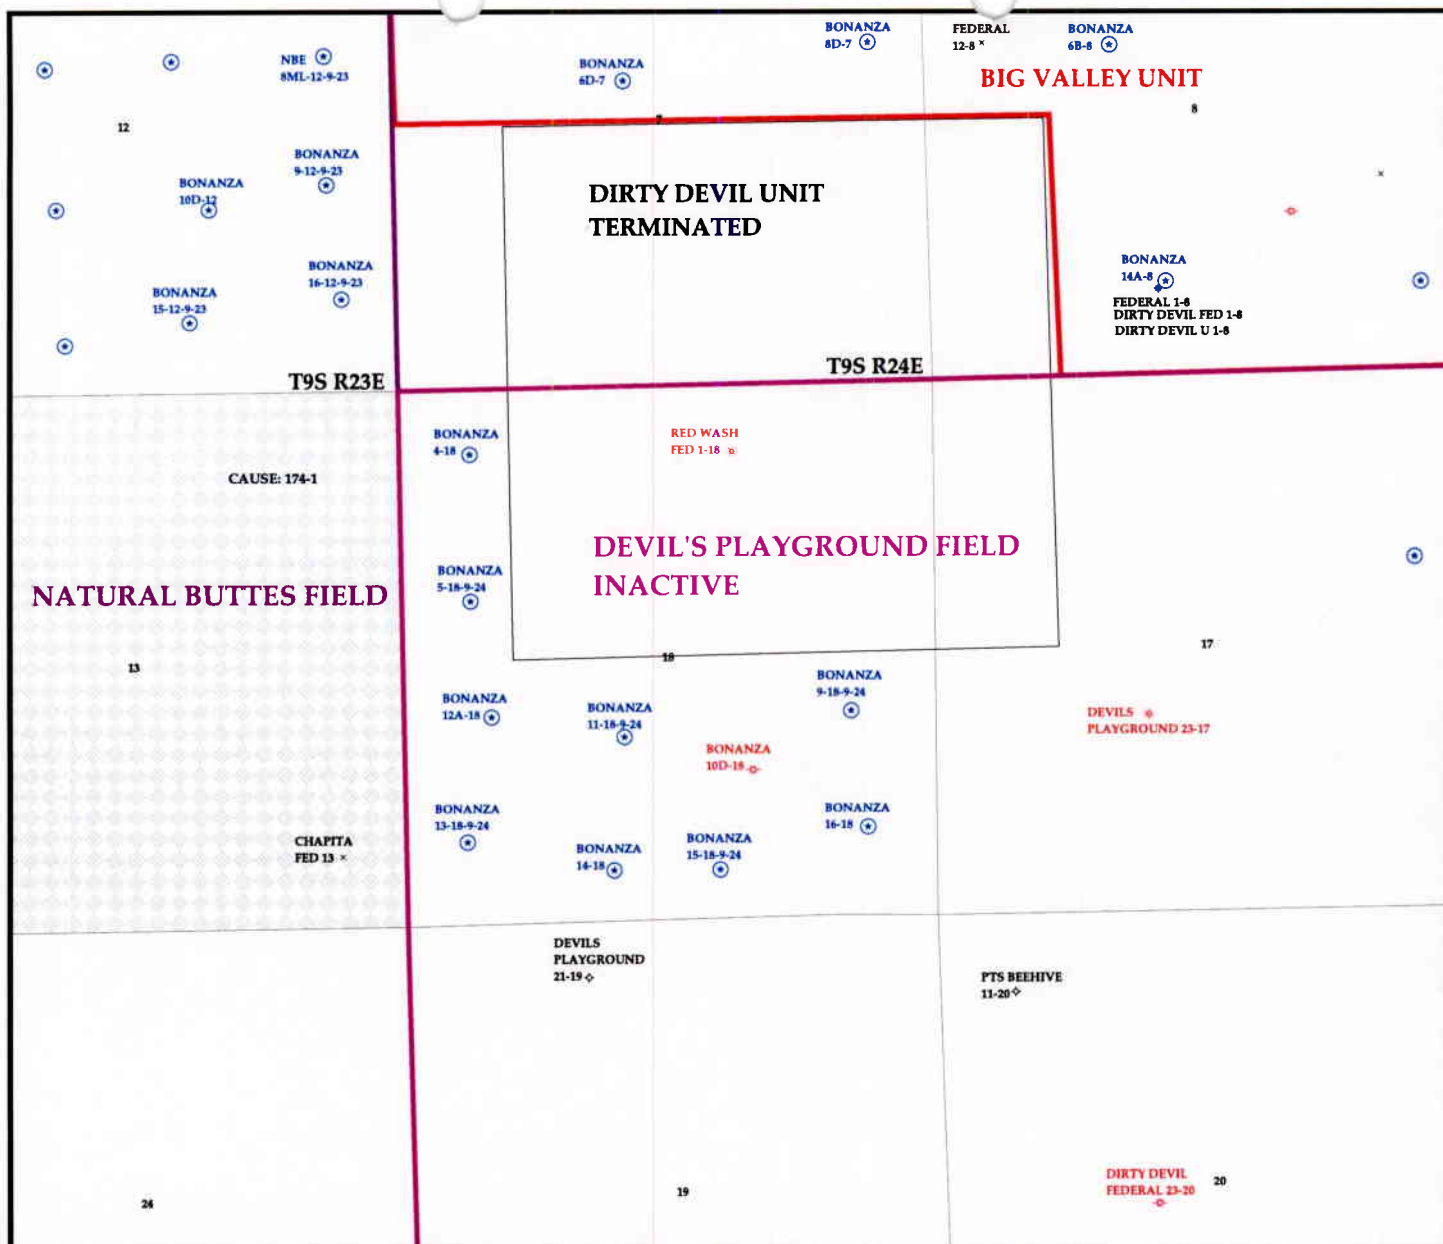 BONANZA
8D-7
FEDERAL
12-8
BONANZA
6B-8
NBE
8ML-12-9-23
BONANZA
6D-7
BIG VALLEY UNIT
12
7
8
BONANZA
9-12-9-23
BONANZA
10D-12
DIRTY DEVIL UNIT
TERMINATED
BONANZA
16-12-9-23
BONANZA
15-12-9-23
BONANZA
14A-8
FEDERAL 1-8
DIRTY DEVIL FED 1-8
DIRTY DEVIL U 1-8
T9S R23E
T9S R24E
BONANZA
4-18
RED WASH
FED 1-18
CAUSE: 174-1
DEVIL'S PLAYGROUND FIELD
INACTIVE
BONANZA
5-18-9-24
NATURAL BUTTES FIELD
13
18
17
BONANZA
12A-18
BONANZA
11-18-9-24
BONANZA
9-18-9-24
DEVILS
PLAYGROUND 23-17
BONANZA
10D-18
BONANZA
13-18-9-24
BONANZA
16-18
CHAPITA
FED 13
BONANZA
14-18
BONANZA
15-18-9-24
DEVILS
PLAYGROUND
21-19
PTS BEEHIVE
11-20
DIRTY DEVIL
FEDERAL 23-20
24
19
20